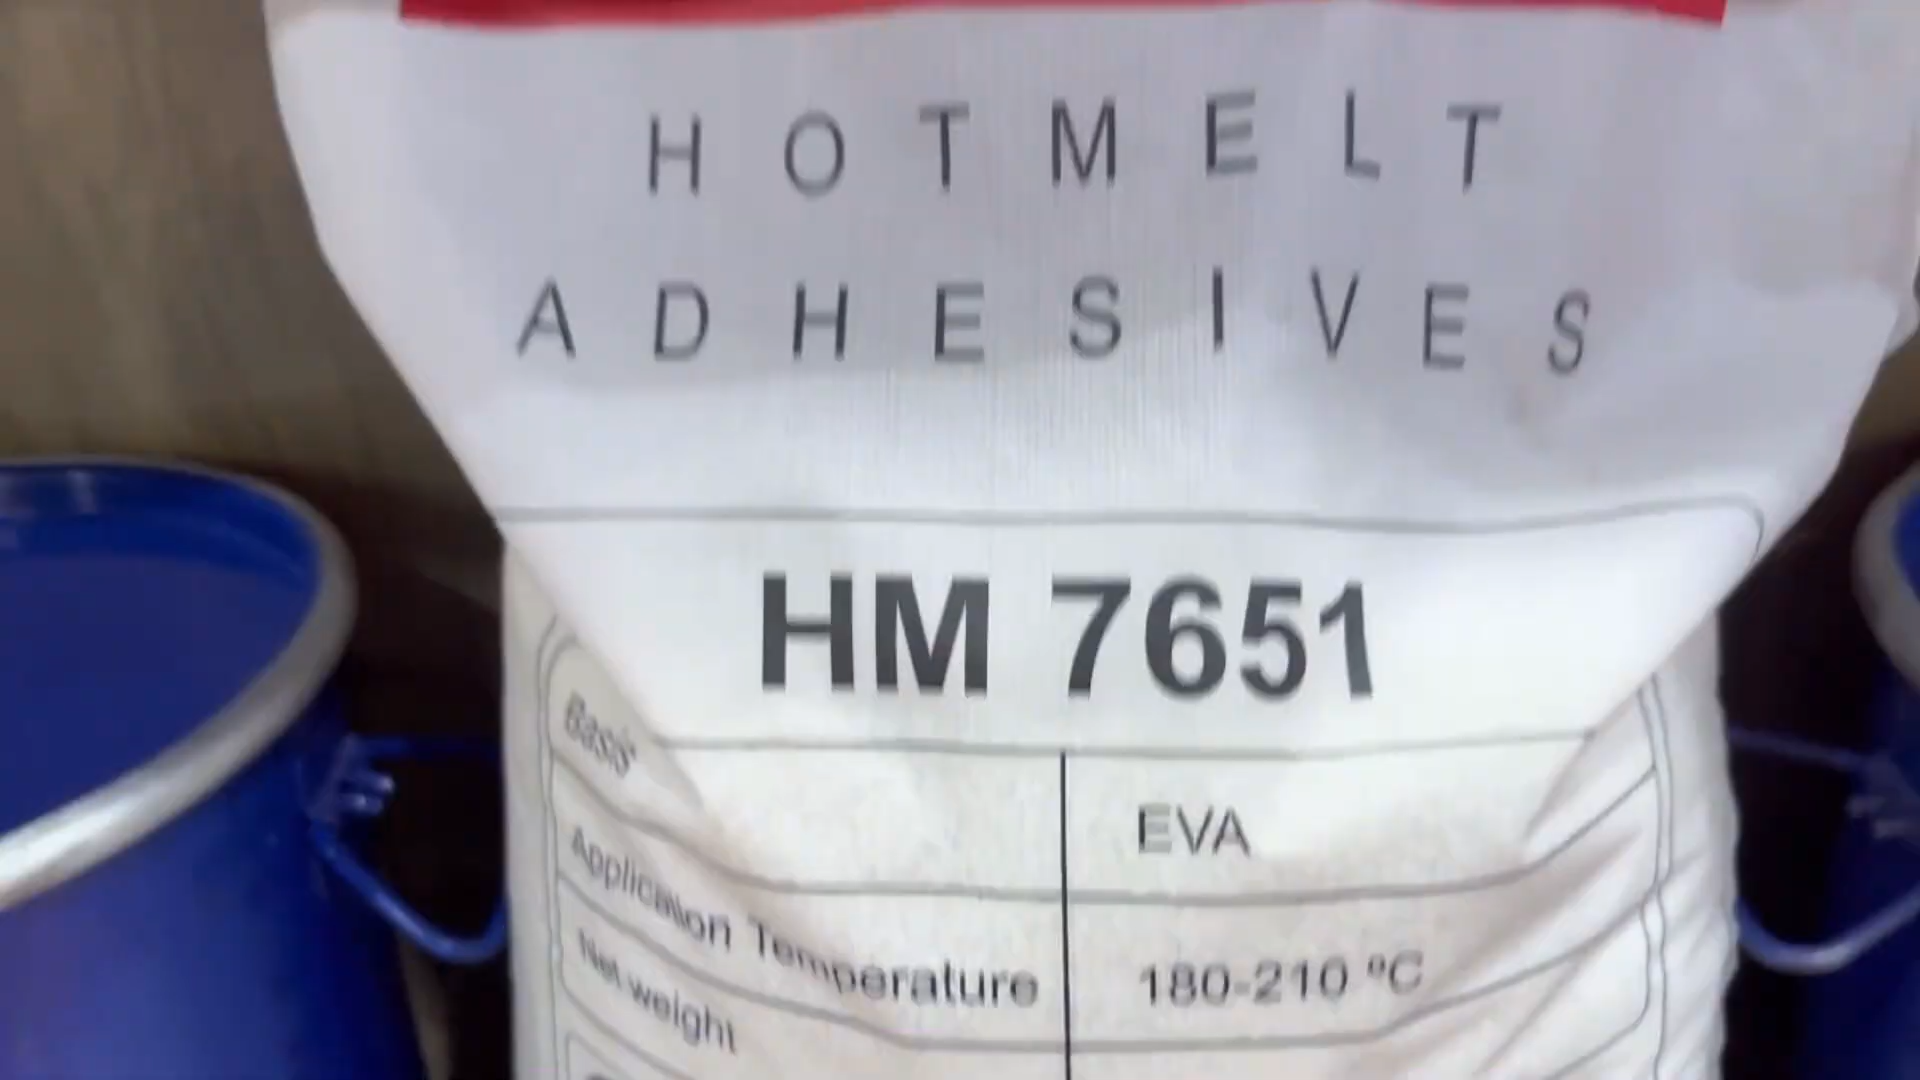 HOTMELT
ADHESIVES
HM 7651
Basis EVA
Application Temperature 180-210 ºC
Net weight